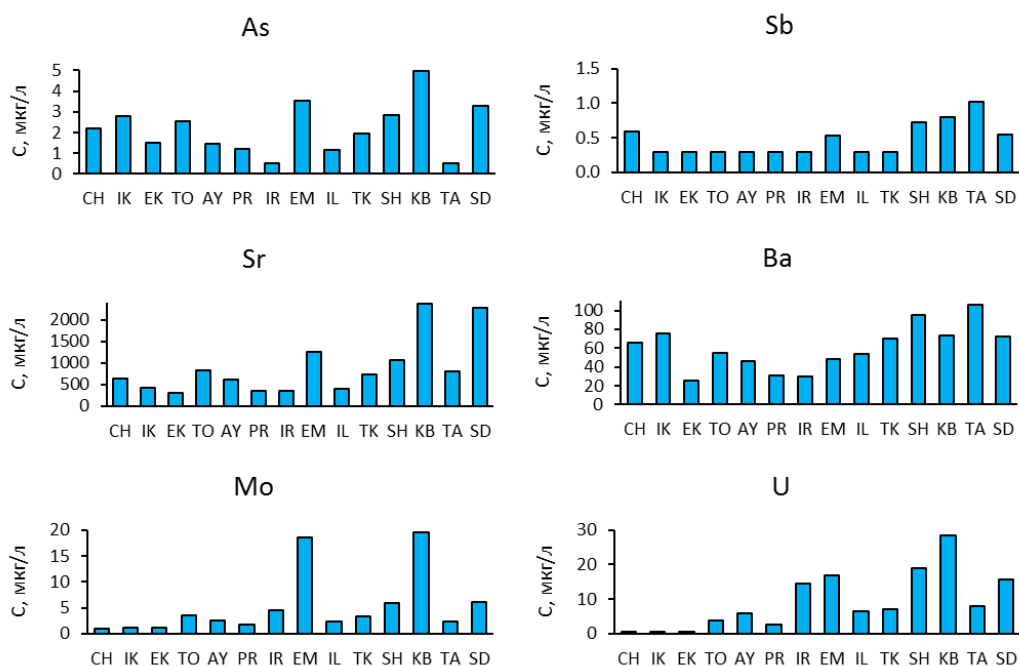 As
С, мкг/л
5
4
3
2
1
0
CH IK EK TO AY PR IR EM IL TK SH KB TA SD
Sb
С, мкг/л
1.5
1.0
0.5
0.0
CH IK EK TO AY PR IR EM IL TK SH KB TA SD
Sr
С, мкг/л
2000
1500
1000
500
0
CH IK EK TO AY PR IR EM IL TK SH KB TA SD
Ba
С, мкг/л
100
80
60
40
20
0
CH IK EK TO AY PR IR EM IL TK SH KB TA SD
Mo
С, мкг/л
20
15
10
5
0
CH IK EK TO AY PR IR EM IL TK SH KB TA SD
U
С, мкг/л
30
20
10
0
CH IK EK TO AY PR IR EM IL TK SH KB TA SD